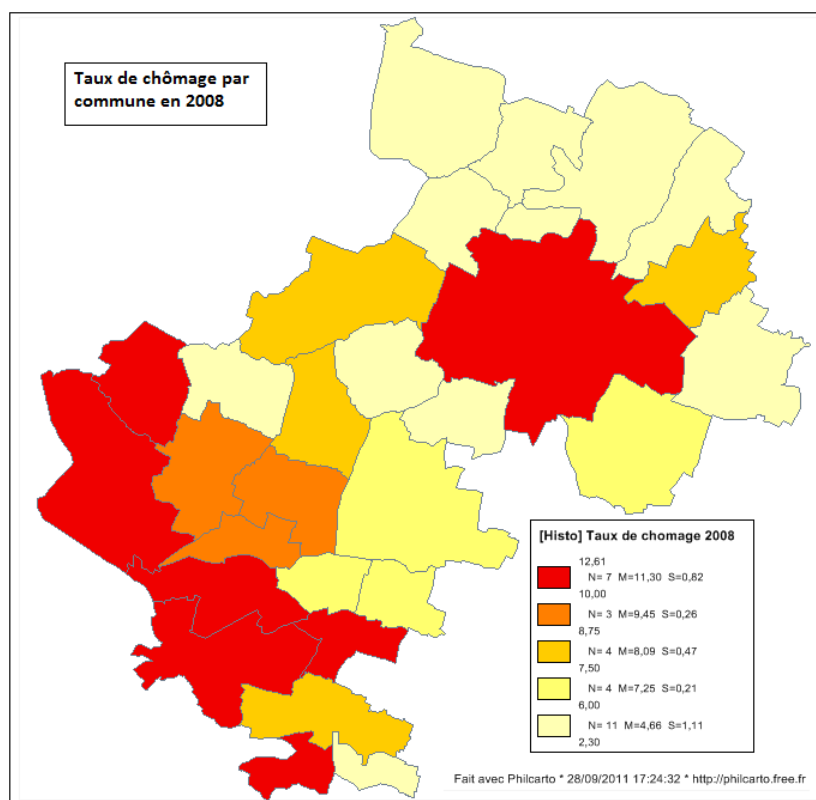 Taux de chômage par
commune en 2008
[Histo] Taux de chomage 2008
12,61
N= 7 M=11,30 S=0,82
10,00
N= 3 M=9,45 S=0,26
8,75
N= 4 M=8,09 S=0,47
7,50
N= 4 M=7,25 S=0,21
6,00
N= 11 M=4,66 S=1,11
2,30
Fait avec Philcarto * 28/09/2011 17:24:32 * http://philcarto.free.fr